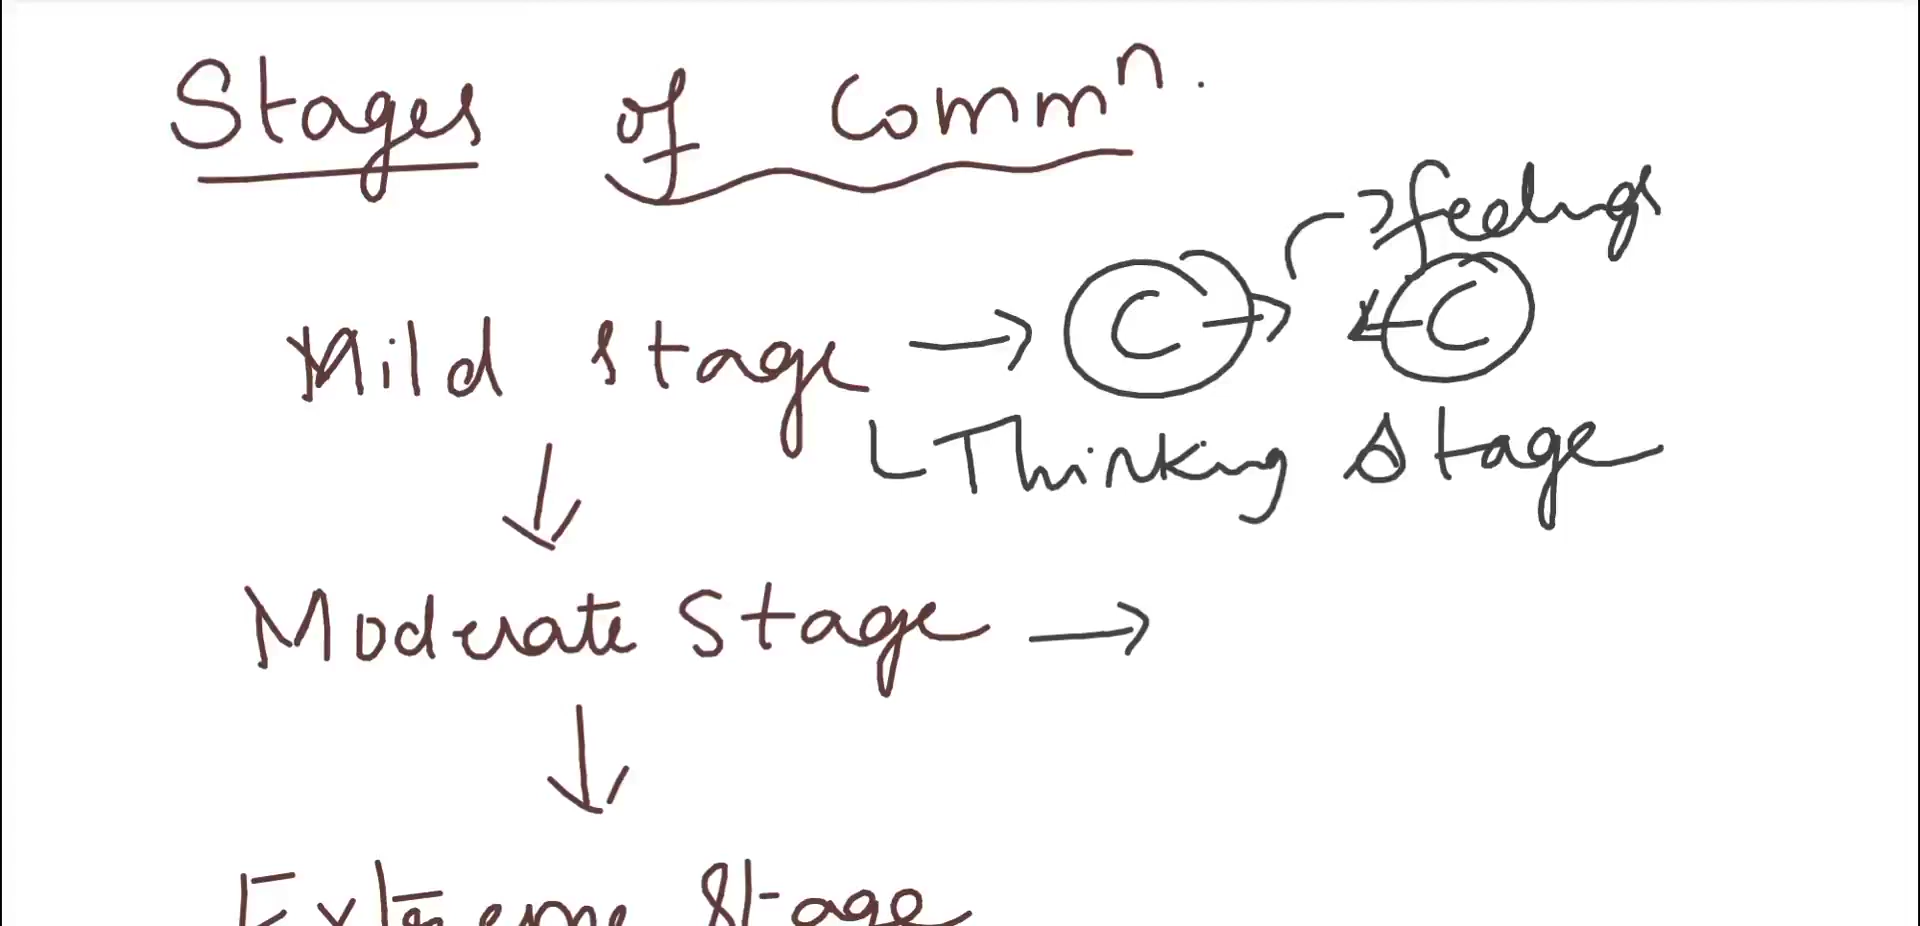 Stages of Commⁿ.
feelings
Mild stage → C → ← C
Thinking stage
↓
Moderate Stage →
↓
Extreme Stage